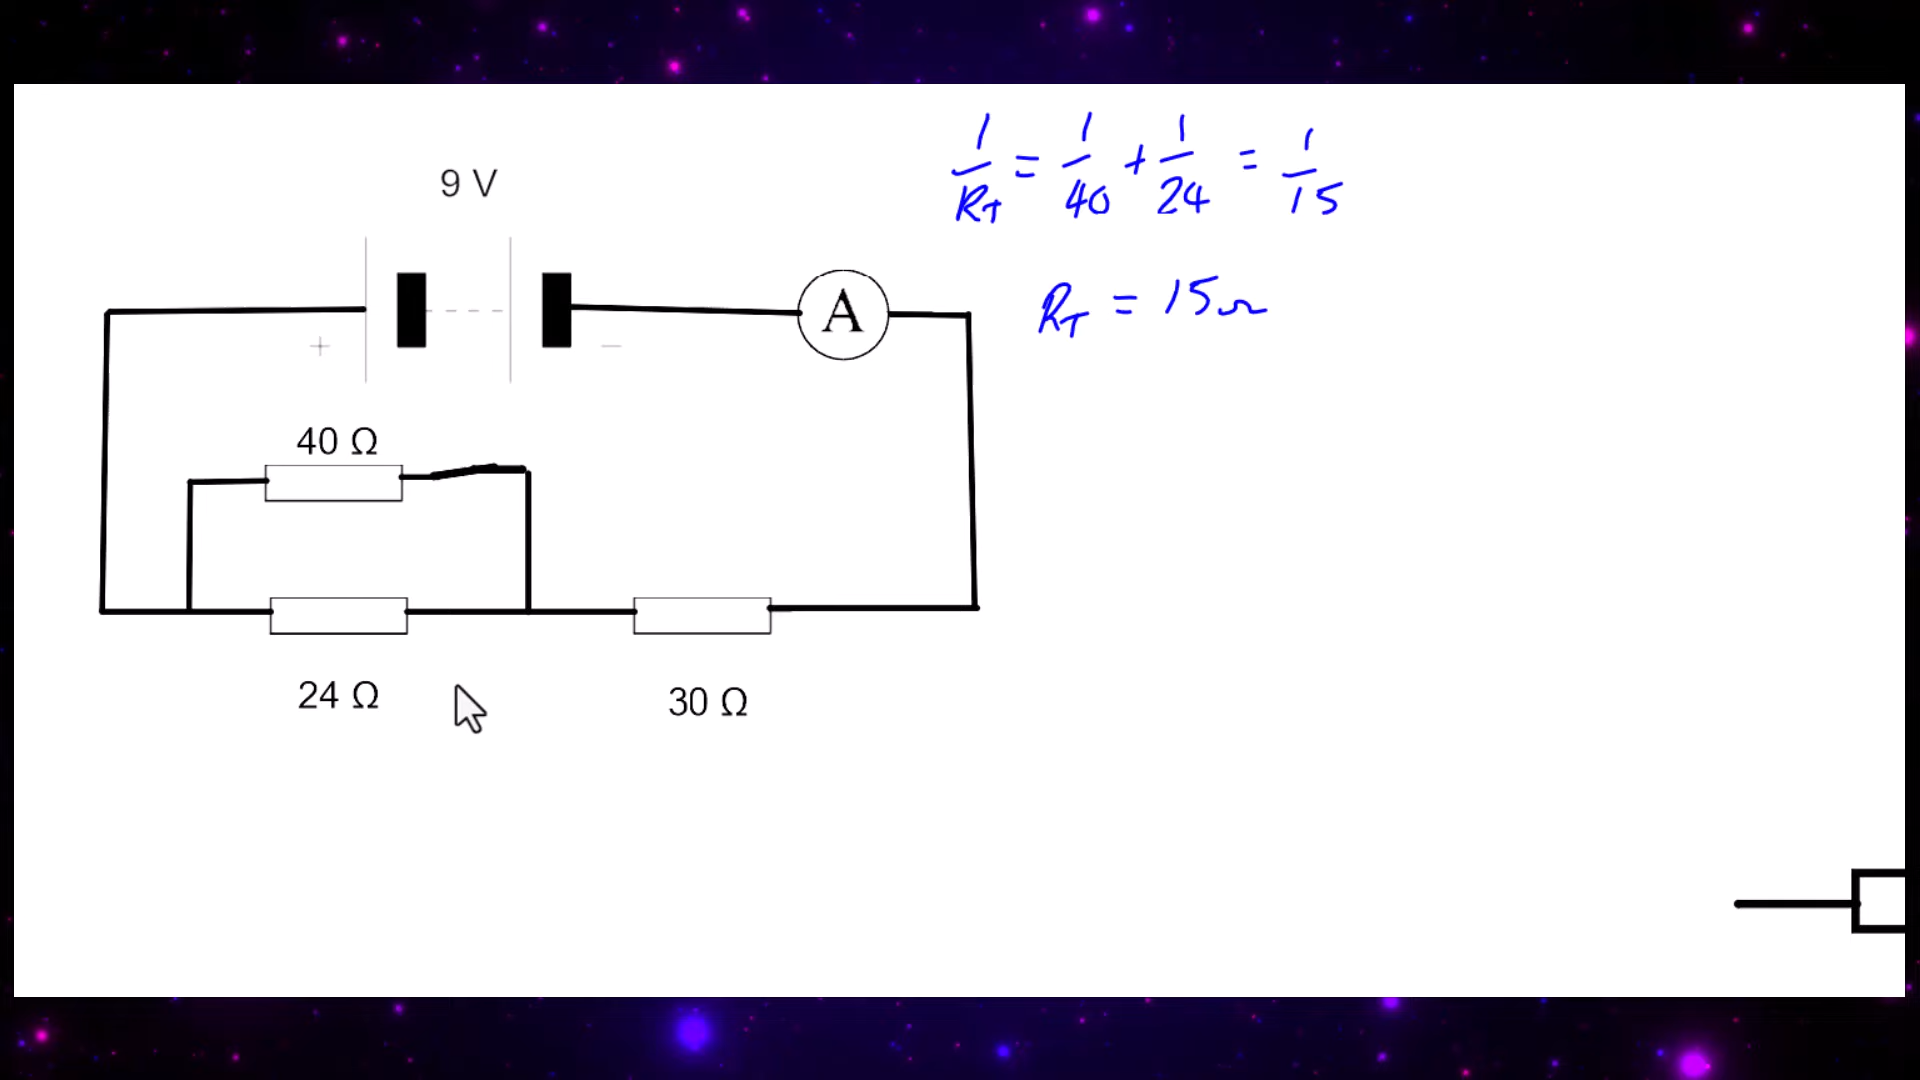 9 V
+ −
A
40 Ω
24 Ω
30 Ω
1/R_T = 1/40 + 1/24 = 1/15
R_T = 15Ω